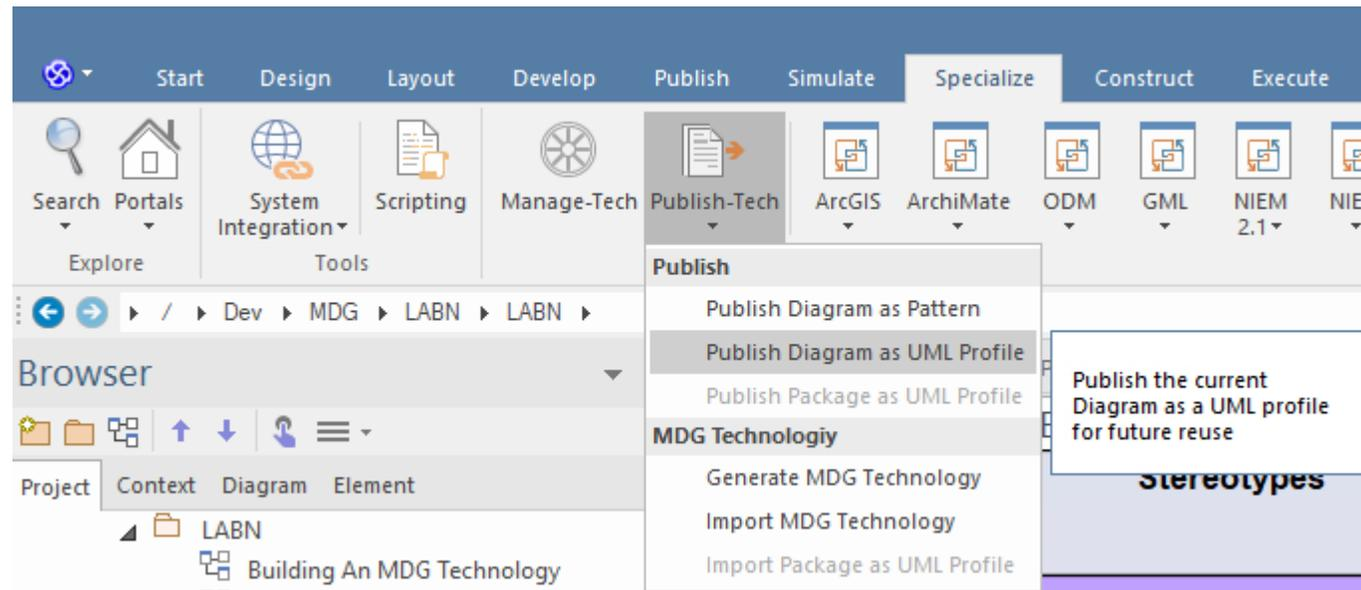 Start Design Layout Develop Publish Simulate Specialize Construct Execute
Search Portals System Integration Scripting Manage-Tech Publish-Tech ArcGIS ArchiMate ODM GML NIEM 2.1
Explore Tools
Publish
Publish Diagram as Pattern
Publish Diagram as UML Profile
Publish Package as UML Profile
MDG Technologiy
Generate MDG Technology
Import MDG Technology
Import Package as UML Profile
/ Dev MDG LABN LABN
Browser
Project Context Diagram Element
LABN
Building An MDG Technology
Publish the current
Diagram as a UML profile
for future reuse
Stereotypes